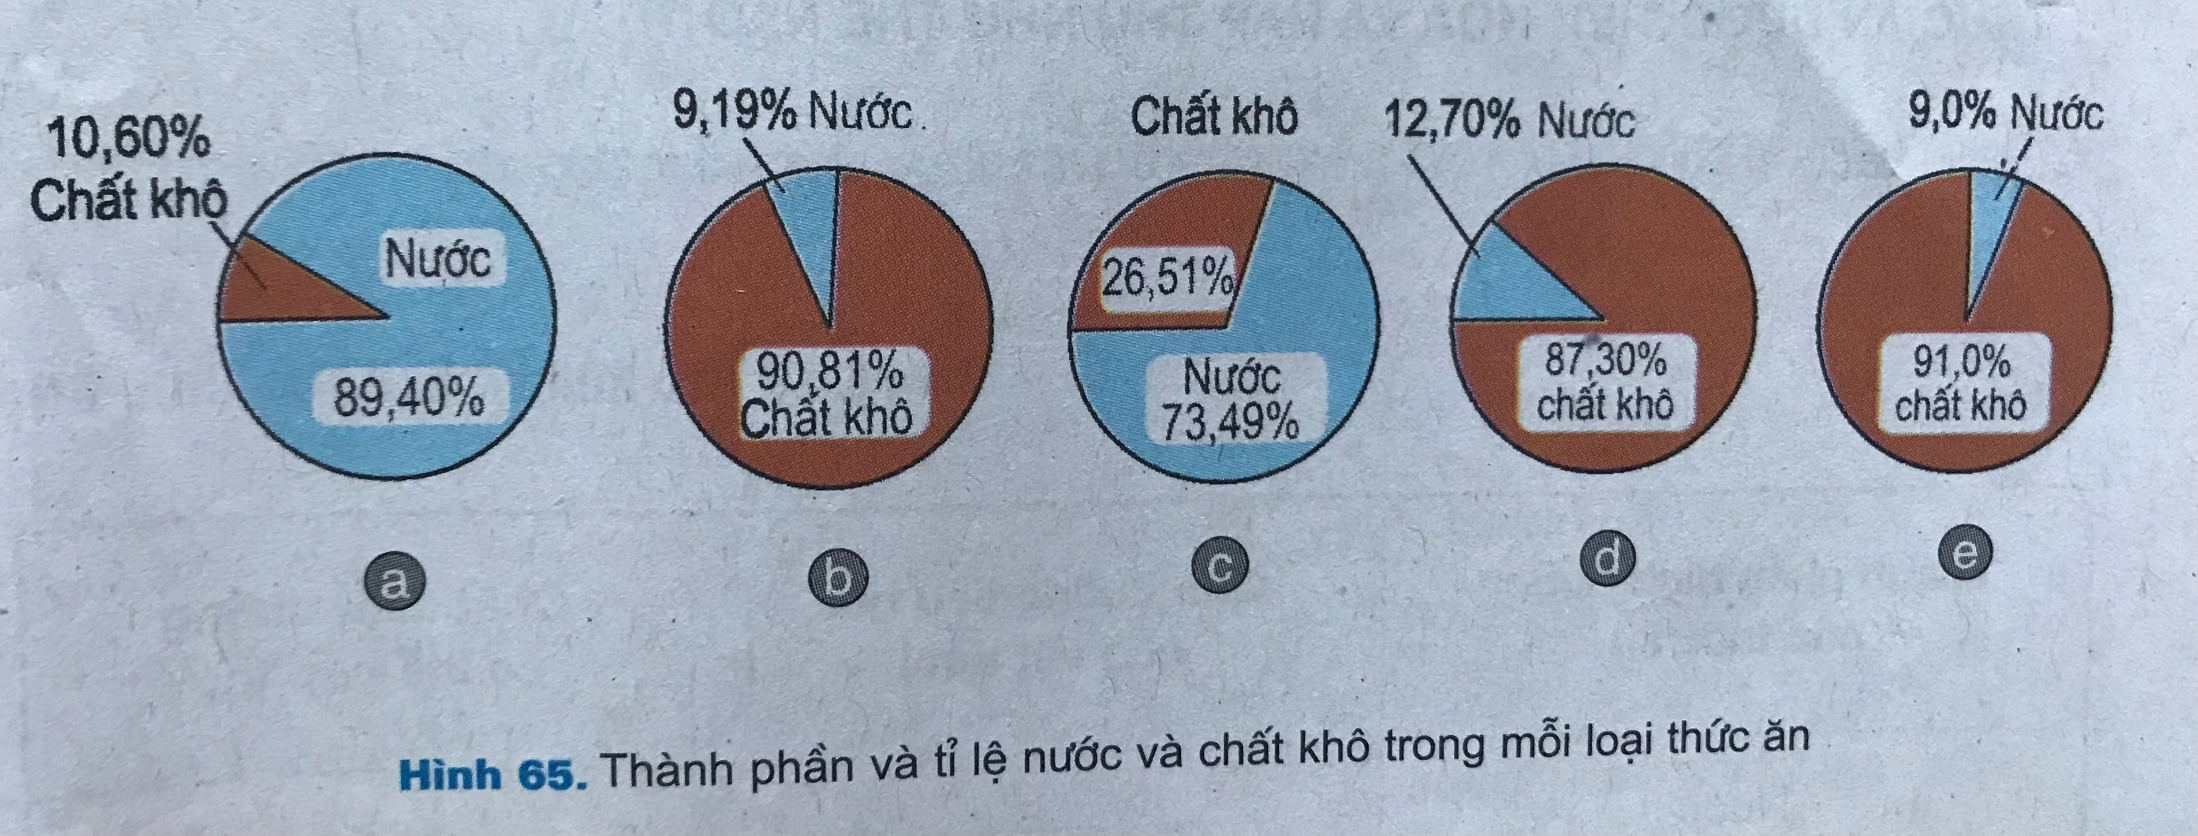 10,60%
Chất khô
Nước
89,40%
a
9,19% Nước.
90,81%
Chất khô
b
Chất khô
26,51%
Nước
73,49%
c
12,70% Nước
87,30%
chất khô
d
9,0% Nước
91,0%
chất khô
e
Hình 65. Thành phần và tỉ lệ nước và chất khô trong mỗi loại thức ăn